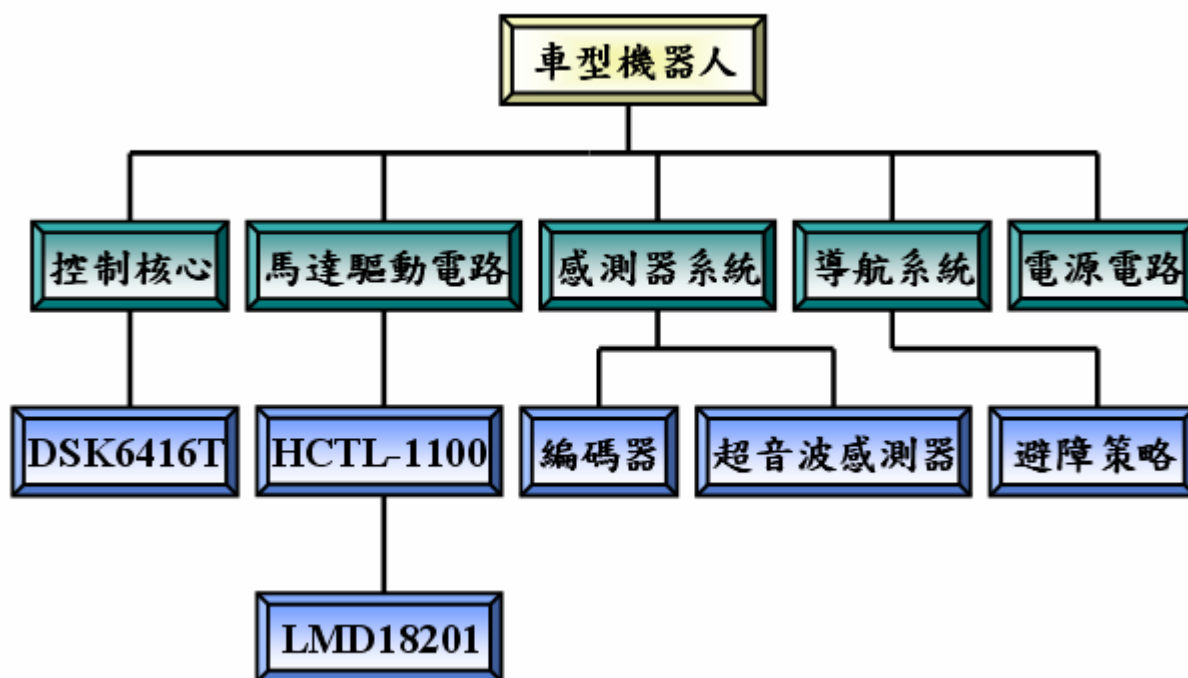 車型機器人
控制核心
馬達驅動電路
感測器系統
導航系統
電源電路
DSK6416T
HCTL-1100
編碼器
超音波感測器
避障策略
LMD18201